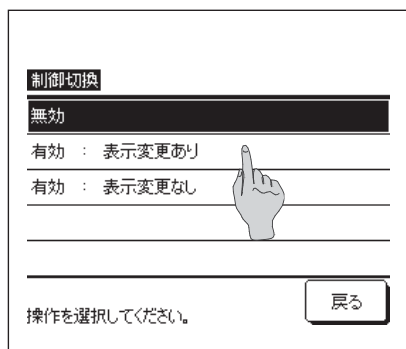 制御切換
無効
有効 : 表示変更あり
有効 : 表示変更なし
戻る
操作を選択してください。